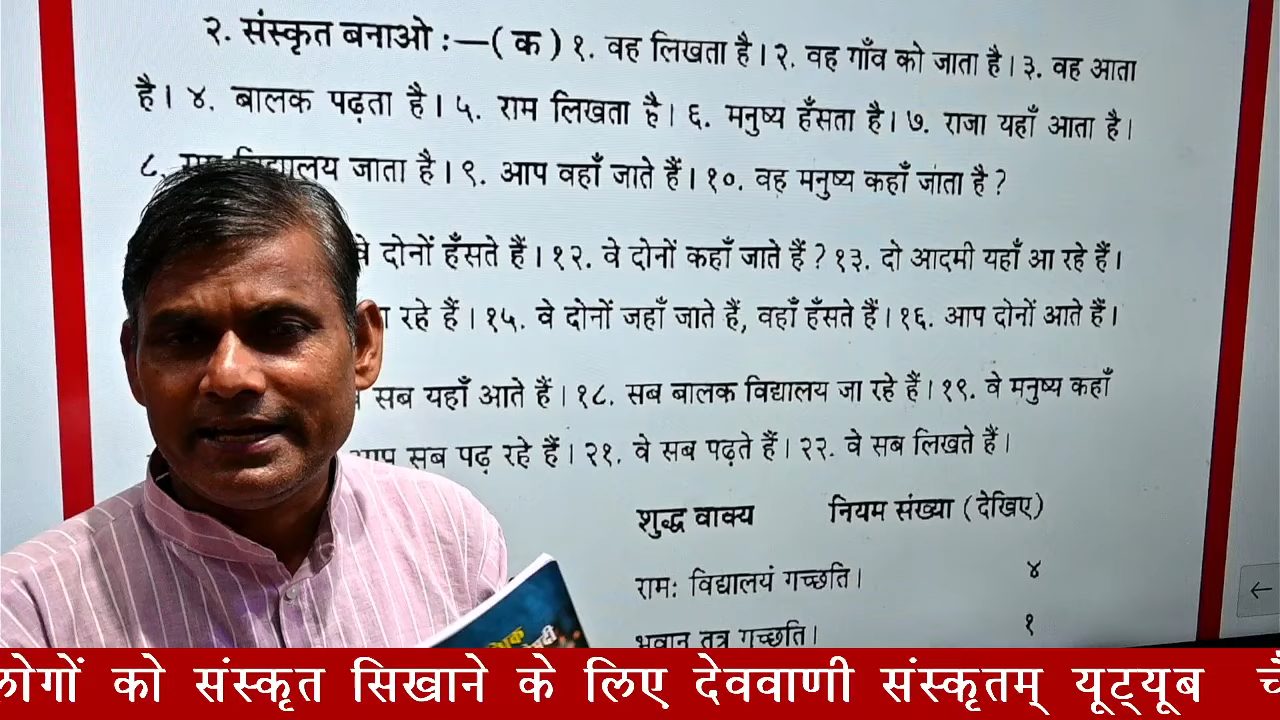 २. संस्कृत बनाओ :—( क ) १. वह लिखता है। २. वह गाँव को जाता है। ३. वह आता
है। ४. बालक पढ़ता है। ५. राम लिखता है। ६. मनुष्य हँसता है। ७. राजा यहाँ आता है।
८. जाता है। ९. आप वहाँ जाते हैं। १०. वह मनुष्य कहाँ जाता है ?
वे दोनों हँसते हैं। १२. वे दोनों कहाँ जाते हैं ? १३. दो आदमी यहाँ आ रहे हैं।
रहे हैं। १५. वे दोनों जहाँ जाते हैं, वहाँ हँसते हैं। १६. आप दोनों आते हैं।
सब यहाँ आते हैं। १८. सब बालक विद्यालय जा रहे हैं। १९. वे मनुष्य कहाँ
सब पढ़ रहे हैं। २१. वे सब पढ़ते हैं। २२. वे सब लिखते हैं।
शुद्ध वाक्य नियम संख्या ( देखिए )
रामः विद्यालयं गच्छति। ४
भवान् तत्र गच्छति। १
लोगों को संस्कृत सिखाने के लिए देववाणी संस्कृतम् यूट्यूब